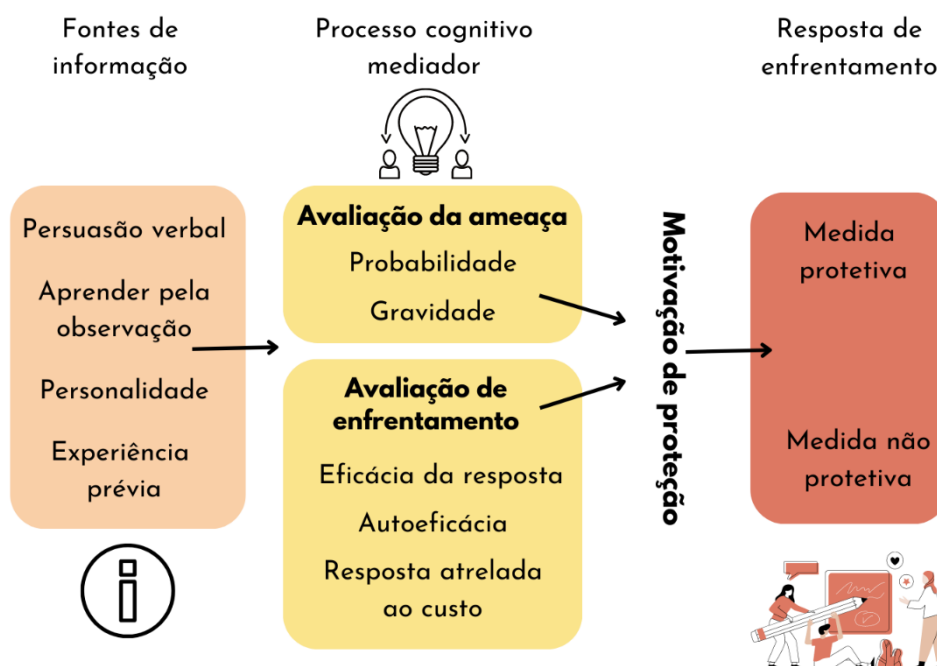 Fontes de
informação
Processo cognitivo
mediador
Resposta de
enfrentamento
Persuasão verbal
Aprender pela
observação
Personalidade
Experiência
prévia
Avaliação da ameaça
Probabilidade
Gravidade
Avaliação de
enfrentamento
Eficácia da resposta
Autoeficácia
Resposta atrelada
ao custo
Motivação de proteção
Medida
protetiva
Medida não
protetiva